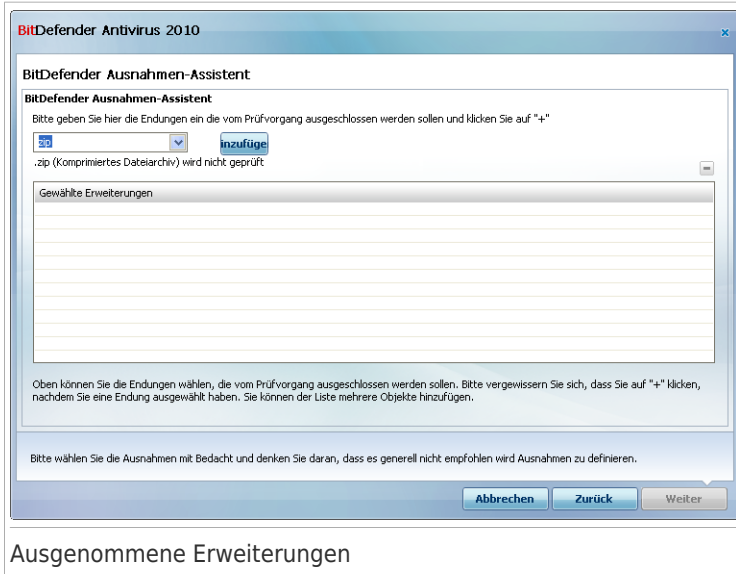 BitDefender Antivirus 2010
BitDefender Ausnahmen-Assistent
BitDefender Ausnahmen-Assistent
Bitte geben Sie hier die Endungen ein die vom Prüfvorgang ausgeschlossen werden sollen und klicken Sie auf "+"
zip
inzufüge
.zip (Komprimiertes Dateiarchiv) wird nicht geprüft
Gewählte Erweiterungen
Oben können Sie die Endungen wählen, die vom Prüfvorgang ausgeschlossen werden sollen. Bitte vergewissern Sie sich, dass Sie auf "+" klicken,
nachdem Sie eine Endung ausgewählt haben. Sie können der Liste mehrere Objekte hinzufügen.
Bitte wählen Sie die Ausnahmen mit Bedacht und denken Sie daran, dass es generell nicht empfohlen wird Ausnahmen zu definieren.
Abbrechen Zurück Weiter
Ausgenommene Erweiterungen